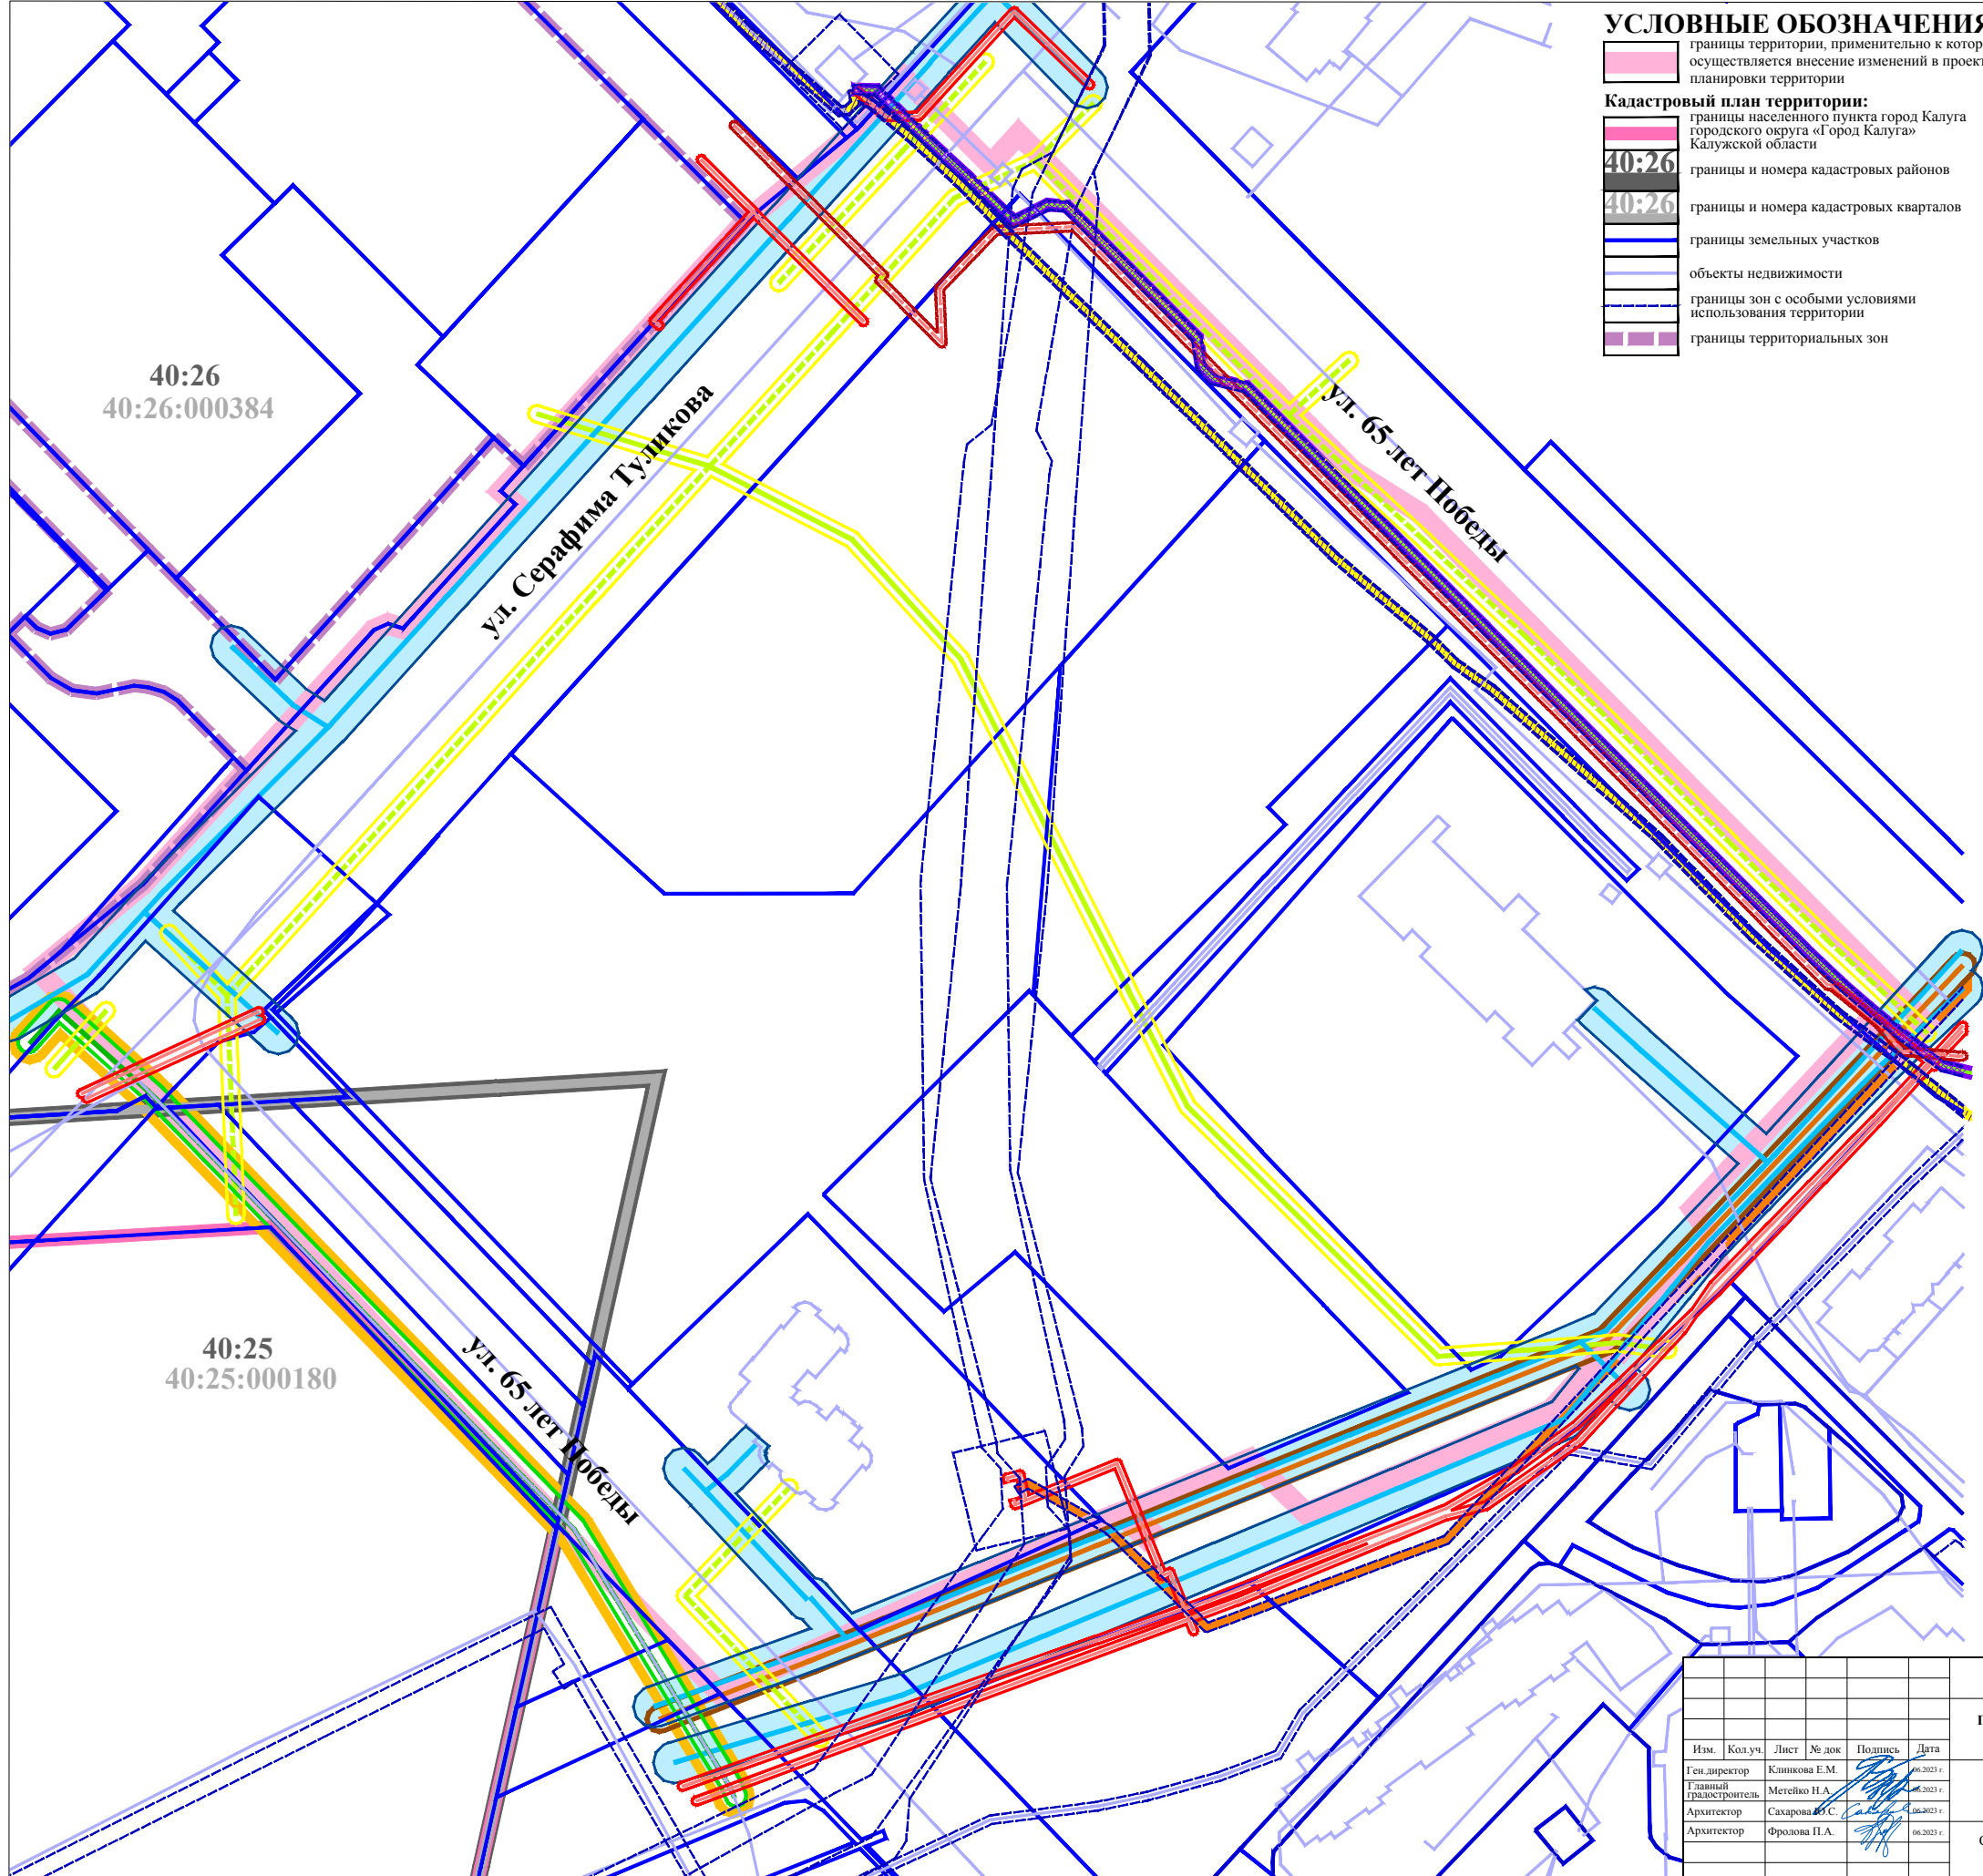 УСЛОВНЫЕ ОБОЗНАЧЕНИЯ
границы территории, применительно к котор
осуществляется внесение изменений в проект
планировки территории
Кадастровый план территории:
границы населенного пункта город Калуга
городского округа «Город Калуга»
Калужской области
40:26
границы и номера кадастровых районов
40:26
границы и номера кадастровых кварталов
границы земельных участков
объекты недвижимости
границы зон с особыми условиями
использования территории
границы территориальных зон
40:26
40:26:000384
ул. Серафима Туликова
ул. 65 лет Победы
40:25
40:25:000180
ул. 65 лет Победы
Изм. Кол.уч. Лист № док Подпись Дата
Ген.директор Клинкова Е.М. 06.2023 г.
Главный
градостроитель Метейко Н.А. 06.2023 г.
Архитектор Сахарова Ю.С. 06.2023 г.
Архитектор Фролова П.А. 06.2023 г.